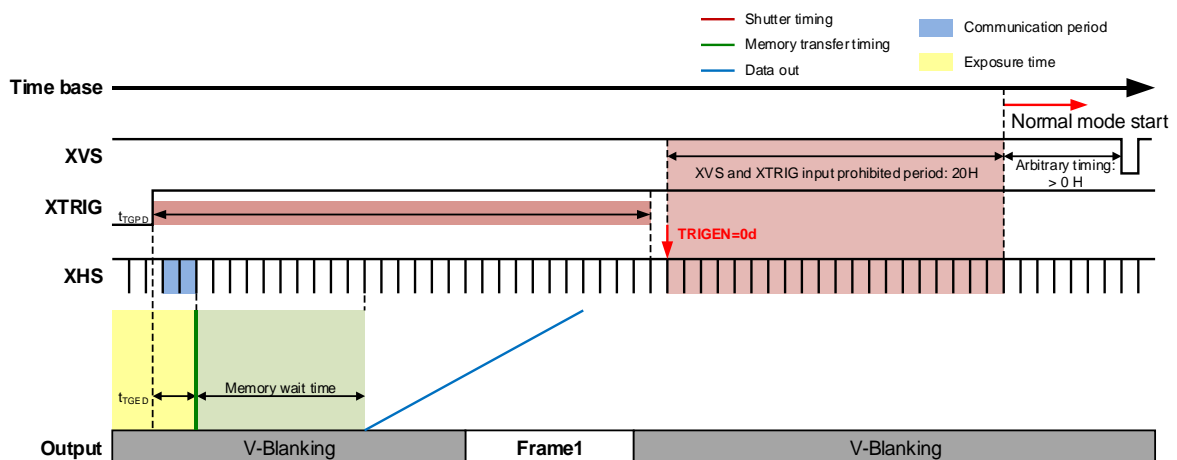 Shutter timing
Memory transfer timing
Data out
Communication period
Exposure time
Time base
Normal mode start
XVS
XVS and XTRIG input prohibited period: 20H
Arbitrary timing:
> 0 H
XTRIG
tTGPD
TRIGEN=0d
XHS
tTGED
Memory wait time
Output
V-Blanking
Frame1
V-Blanking